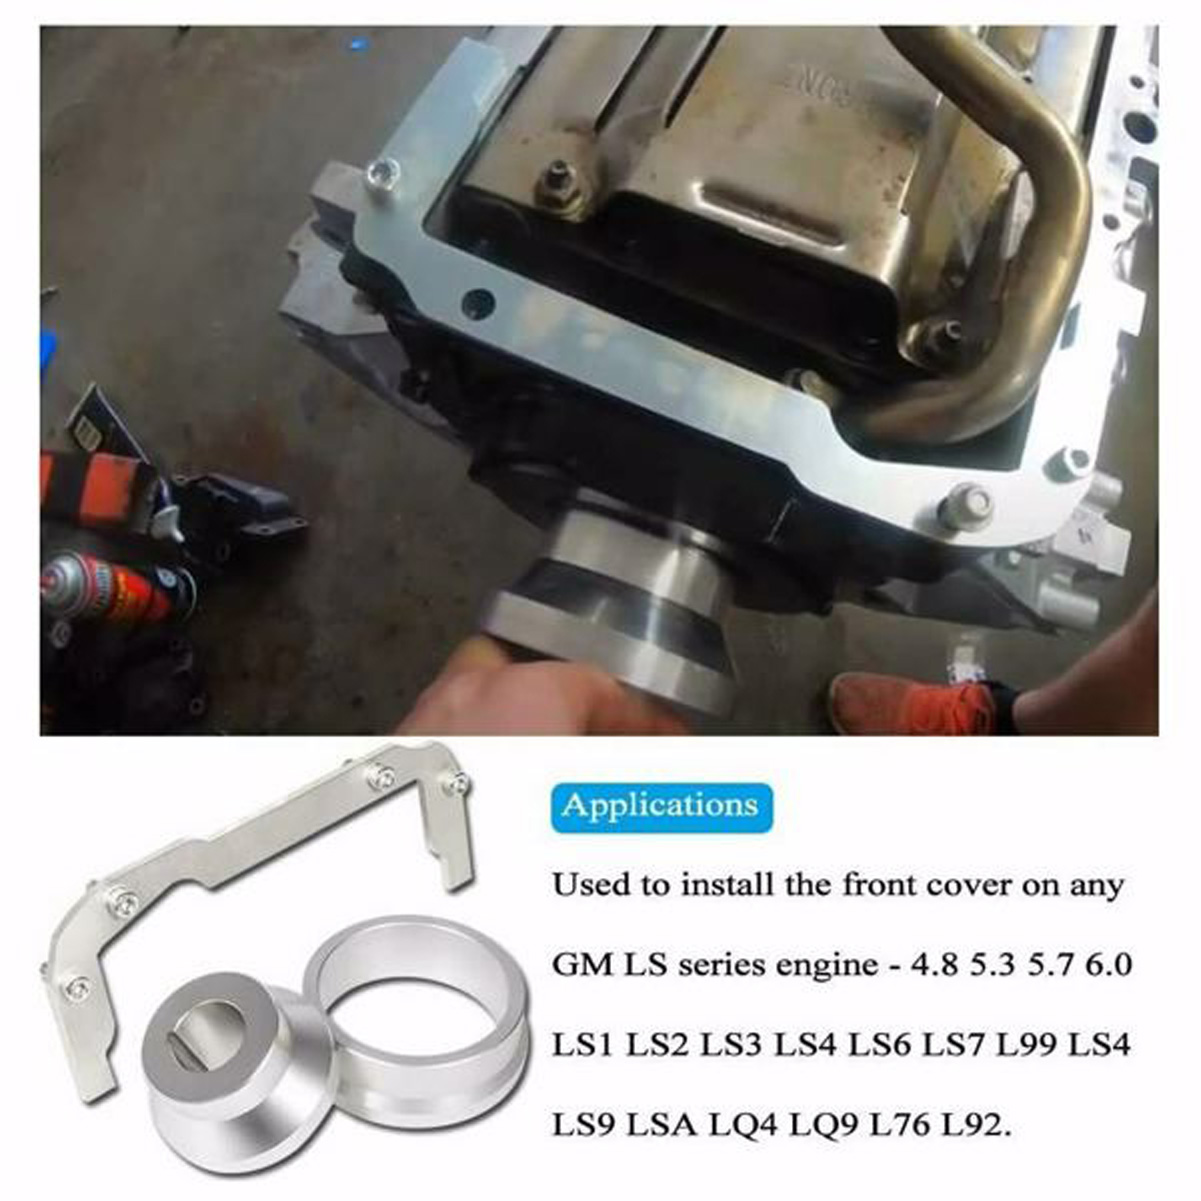 Applications
Used to install the front cover on any
GM LS series engine - 4.8 5.3 5.7 6.0
LS1 LS2 LS3 LS4 LS6 LS7 L99 LS4
LS9 LSA LQ4 LQ9 L76 L92.